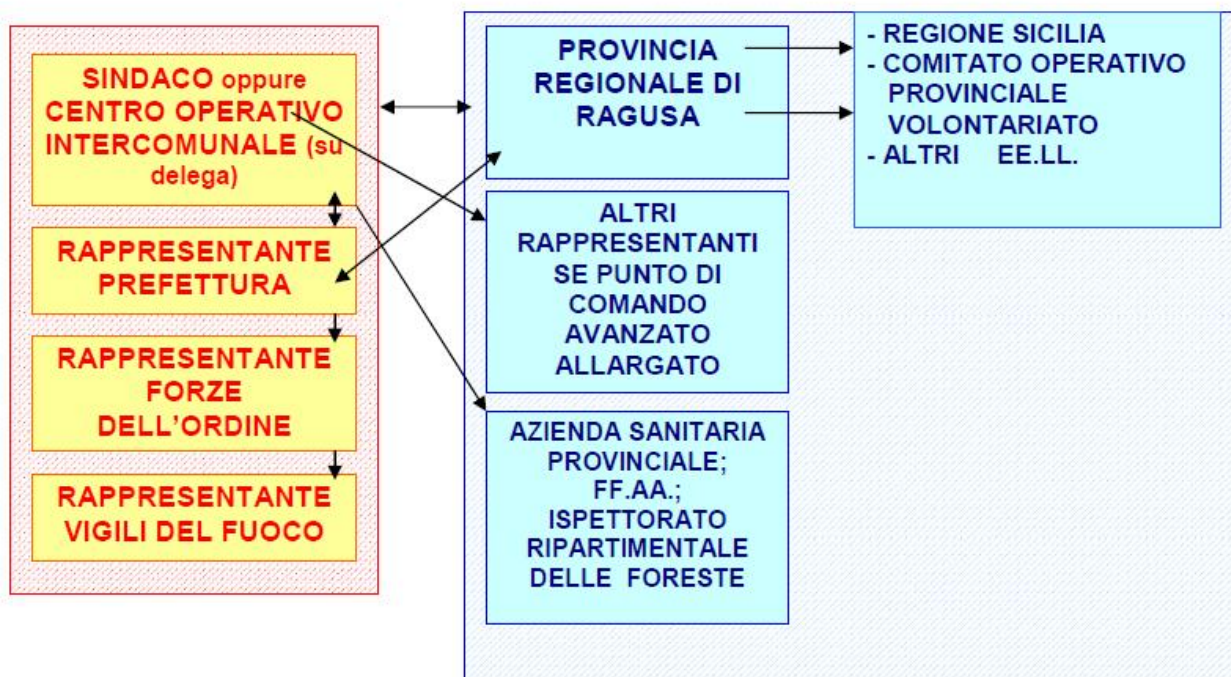 SINDACO oppure
CENTRO OPERATIVO
INTERCOMUNALE (su
delega)
RAPPRESENTANTE
PREFETTURA
RAPPRESENTANTE
FORZE
DELL'ORDINE
RAPPRESENTANTE
VIGILI DEL FUOCO
PROVINCIA
REGIONALE DI
RAGUSA
ALTRI
RAPPRESENTANTI
SE PUNTO DI
COMANDO
AVANZATO
ALLARGATO
AZIENDA SANITARIA
PROVINCIALE;
FF.AA.;
ISPETTORATO
RIPARTIMENTALE
DELLE FORESTE
- REGIONE SICILIA
- COMITATO OPERATIVO
PROVINCIALE
VOLONTARIATO
- ALTRI EE.LL.